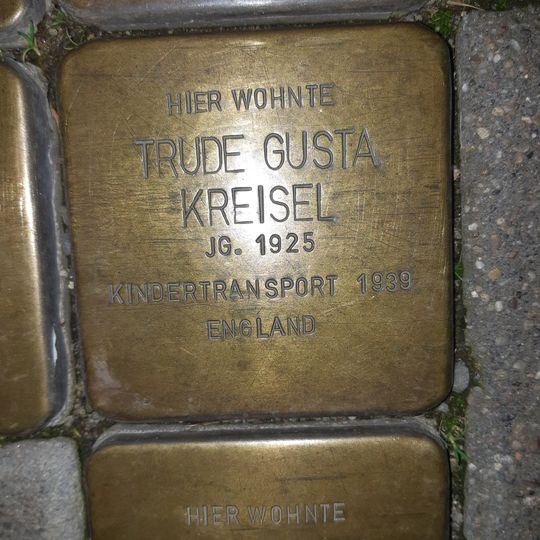 HIER WOHNTE
TRUDE GUSTA
KREISEL
JG. 1925
KINDERTRANSPORT 1939
ENGLAND
HIER WOHNTE